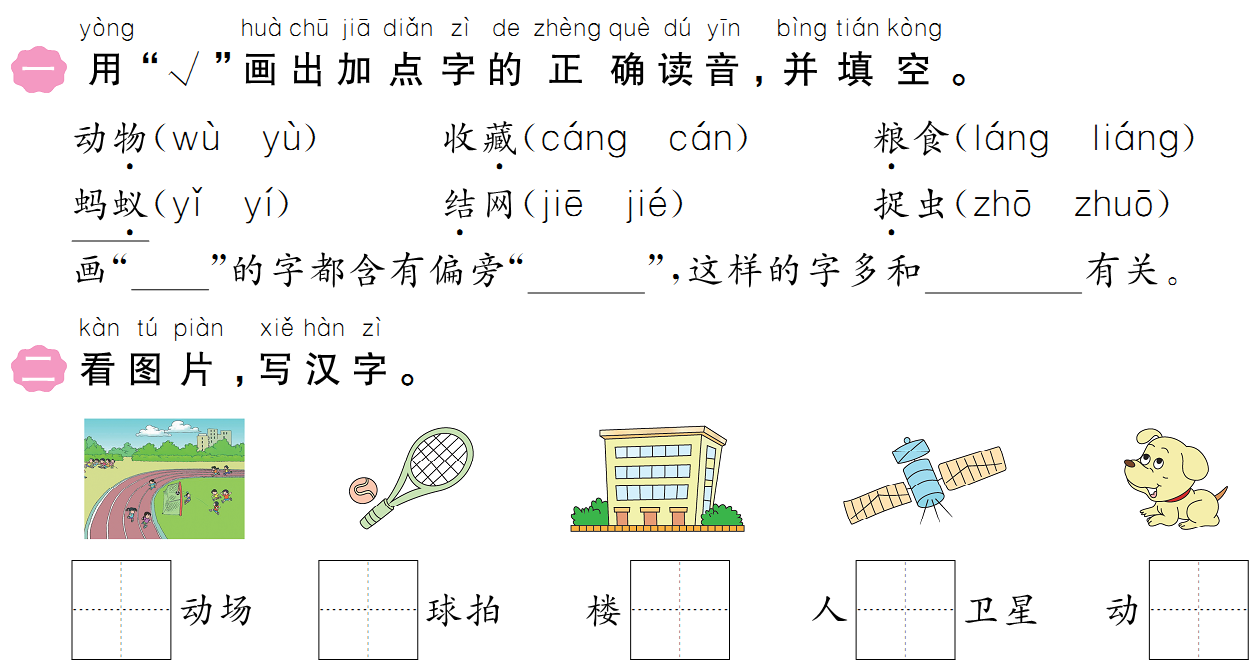 yòng huà chū jiā diǎn zì de zhèng què dú yīn bìng tián kòng
一 用“√”画出加点字的正确读音,并填空。
动物(wù yù) 收藏(cáng cán) 粮食(láng liáng)
蚂蚁(yǐ yí) 结网(jiē jié) 捉虫(zhō zhuō)
画“____”的字都含有偏旁“______”,这样的字多和________有关。
kàn tú piàn xiě hàn zì
二 看图片,写汉字。
动场 球拍 楼 人 卫星 动